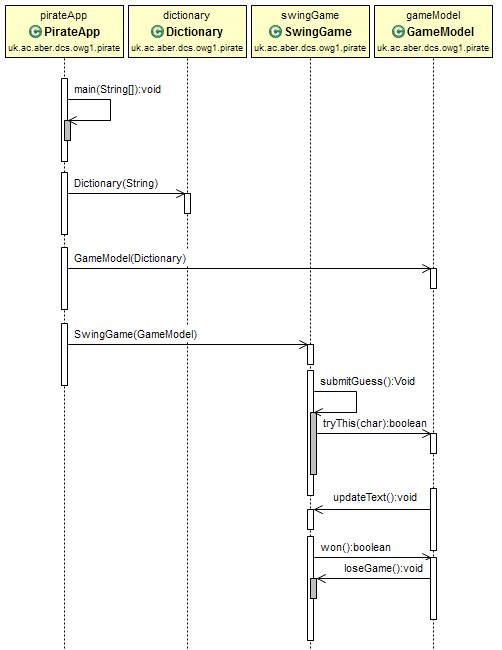 pirateApp
C PirateApp
uk.ac.aber.dcs.owg1.pirate
dictionary
C Dictionary
uk.ac.aber.dcs.owg1.pirate
swingGame
C SwingGame
uk.ac.aber.dcs.owg1.pirate
gameModel
C GameModel
uk.ac.aber.dcs.owg1.pirate
main(String[]):void
Dictionary(String)
GameModel(Dictionary)
SwingGame(GameModel)
submitGuess():Void
tryThis(char):boolean
updateText():void
won():boolean
loseGame():void